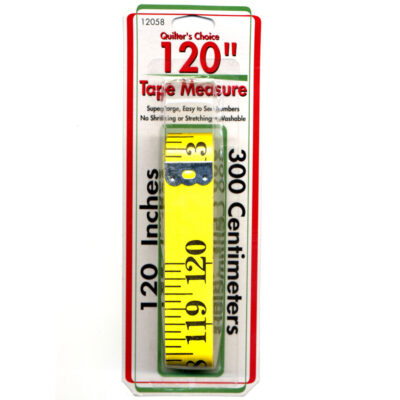 12058
Quilter's Choice
120"
Tape Measure
Super large, Easy to See Numbers
No Shrinking or Stretching • Washable
120 Inches
300 Centimeters
3
120
119